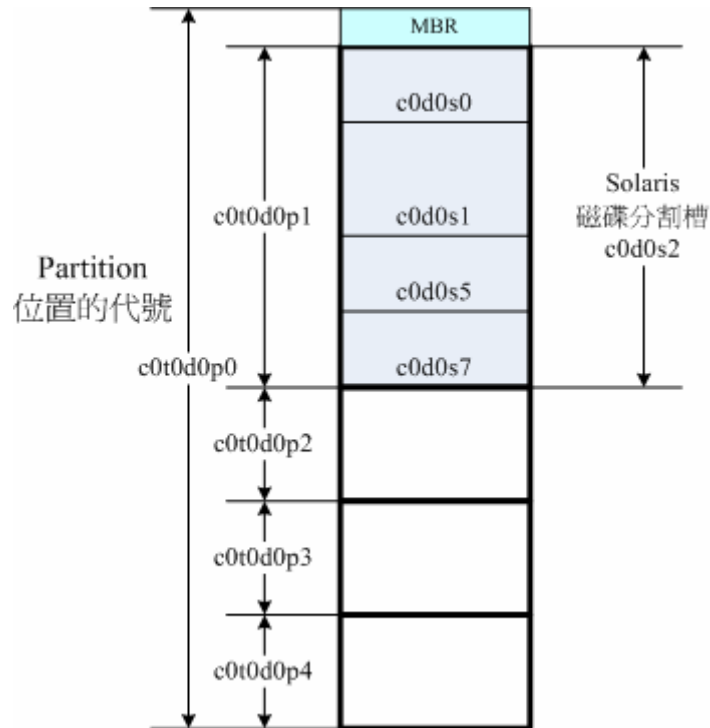 MBR
c0d0s0
c0d0s1
c0d0s5
c0d0s7
c0t0d0p1
Solaris
磁碟分割槽
c0d0s2
Partition
位置的代號
c0t0d0p0
c0t0d0p2
c0t0d0p3
c0t0d0p4